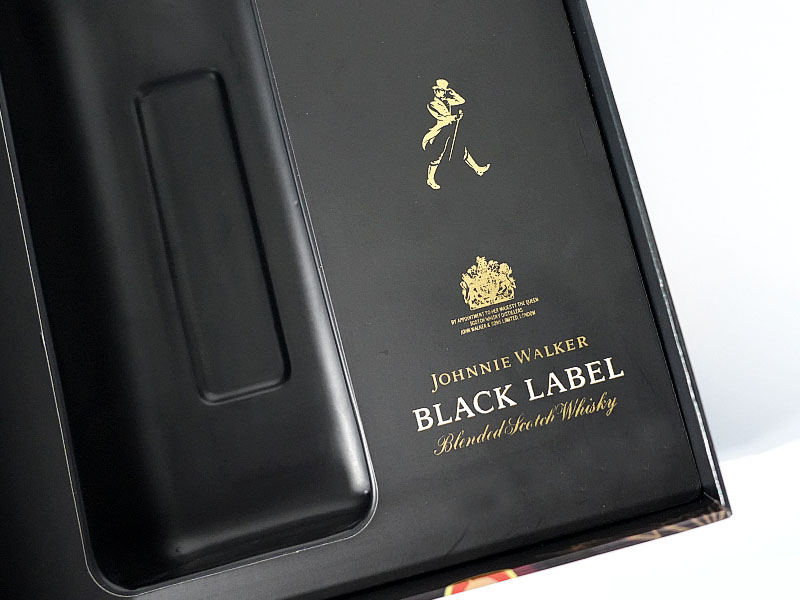 BY APPOINTMENT TO HER MAJESTY THE QUEEN
SCOTCH WHISKY DISTILLERS
JOHN WALKER & SONS LIMITED, LONDON
JOHNNIE WALKER
BLACK LABEL
Blended Scotch Whisky